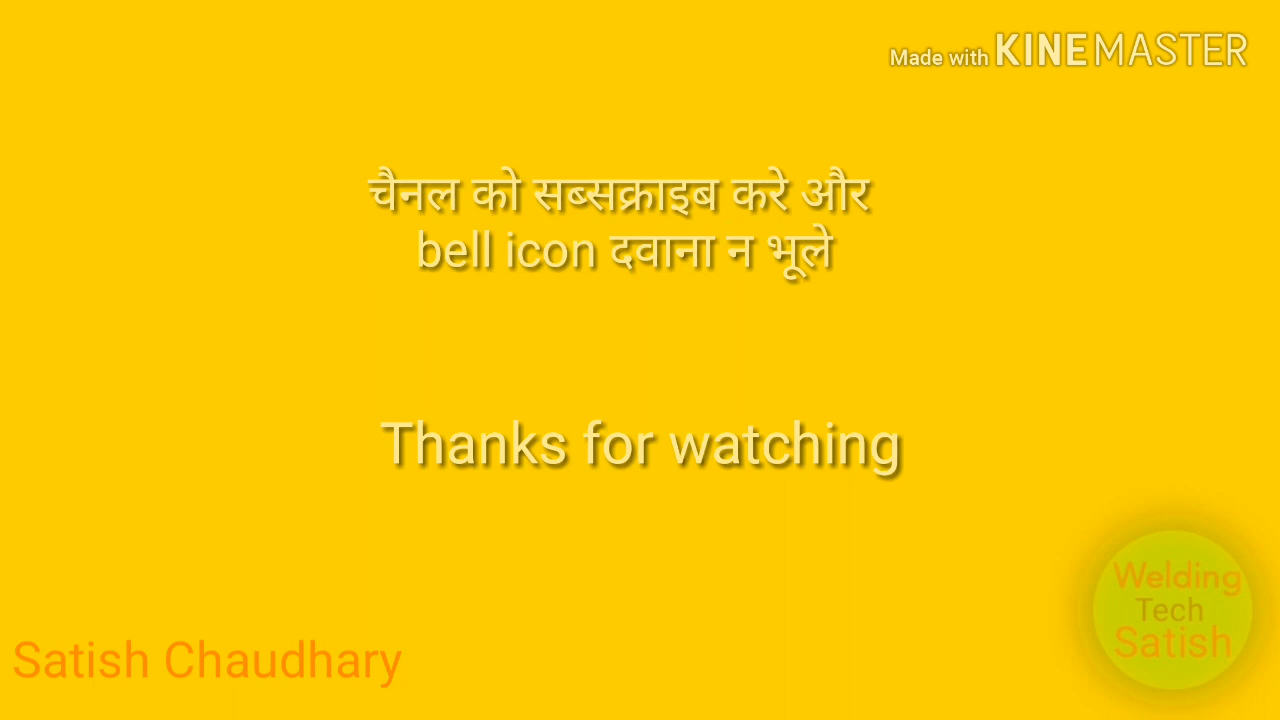 Made with KINEMASTER
चैनल को सब्सक्राइब करे और
bell icon दवाना न भूले
Thanks for watching
Welding
Tech
Satish
Satish Chaudhary